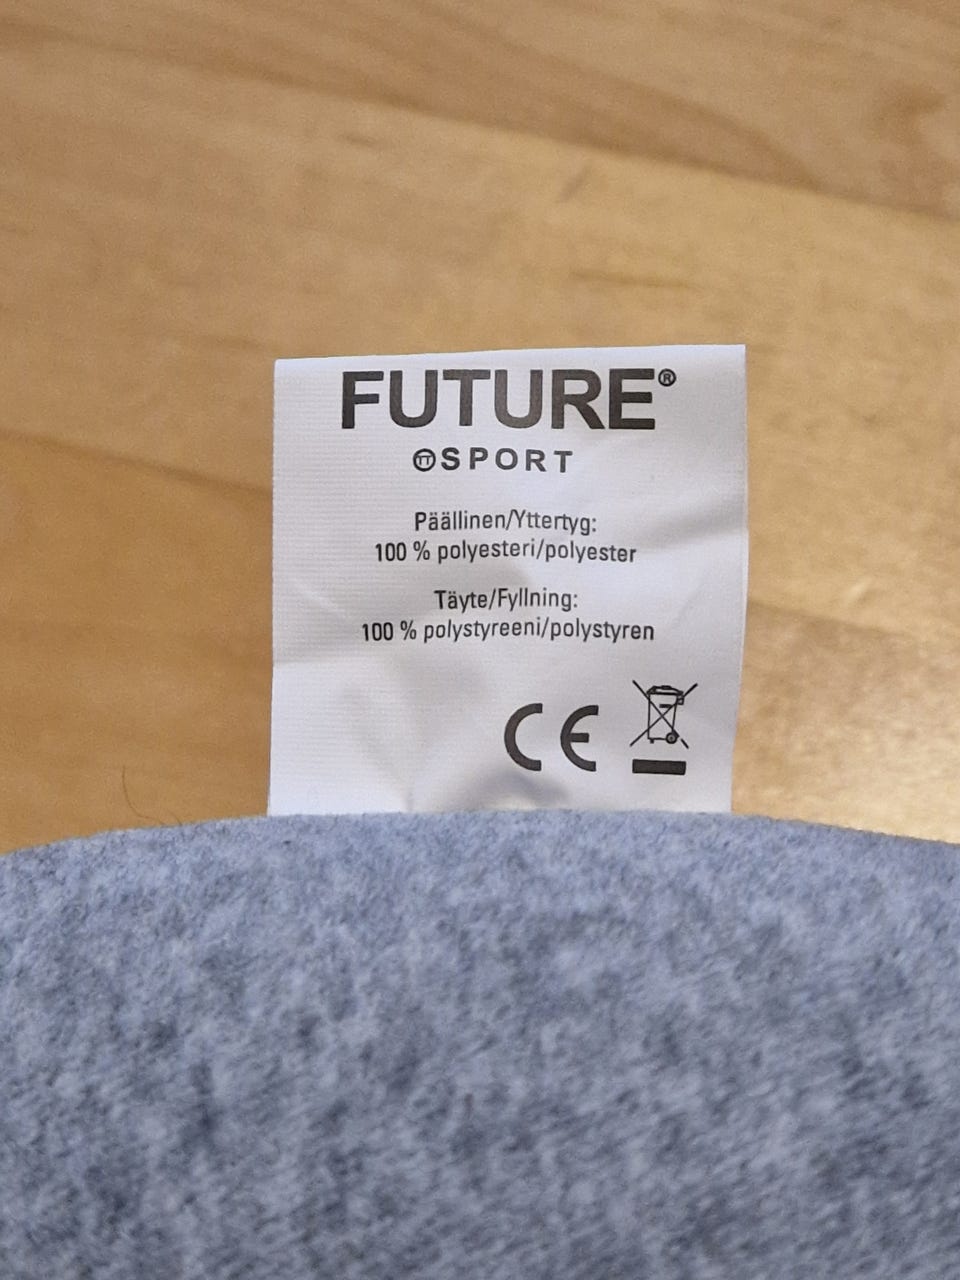 FUTURE®
SPORT
Päällinen/Yttertyg:
100 % polyesteri/polyester
Täyte/Fyllning:
100 % polystyreeni/polystyren
CE